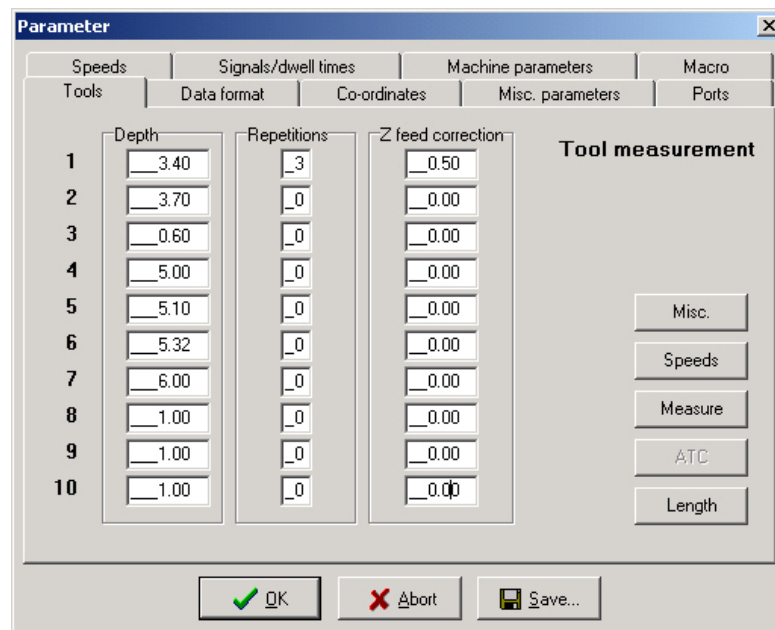 Parameter
Speeds Signals/dwell times Machine parameters Macro
Tools Data format Co-ordinates Misc. parameters Ports
Depth Repetitions Z feed correction
Tool measurement
1 ___3.40 _3 __0.50
2 ___3.70 _0 __0.00
3 ___0.60 _0 __0.00
4 ___5.00 _0 __0.00
5 ___5.10 _0 __0.00
6 ___5.32 _0 __0.00
7 ___6.00 _0 __0.00
8 ___1.00 _0 __0.00
9 ___1.00 _0 __0.00
10 ___1.00 _0 __0.00
Misc.
Speeds
Measure
ATC
Length
OK Abort Save...